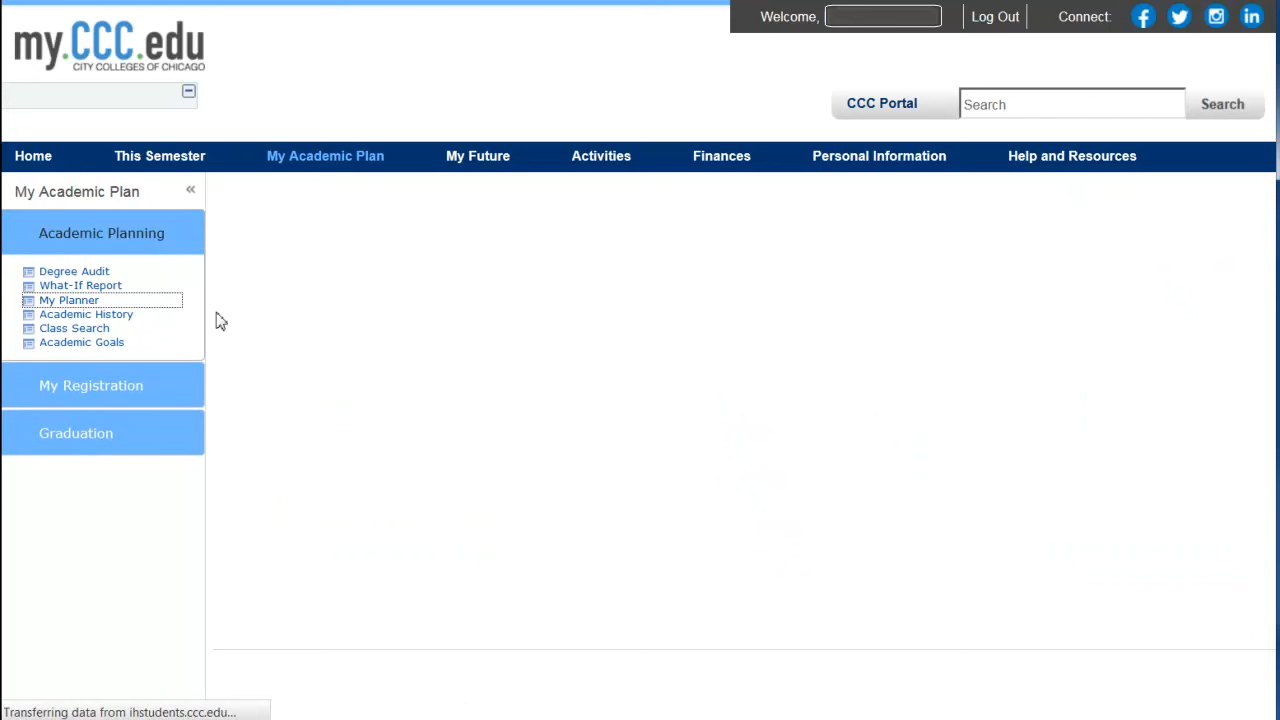 Welcome,
Log Out
Connect:
my.CCC.edu
CITY COLLEGES OF CHICAGO
CCC Portal
Search
Search
Home
This Semester
My Academic Plan
My Future
Activities
Finances
Personal Information
Help and Resources
My Academic Plan
Academic Planning
Degree Audit
What-If Report
My Planner
Academic History
Class Search
Academic Goals
My Registration
Graduation
Transferring data from ihstudents.ccc.edu...